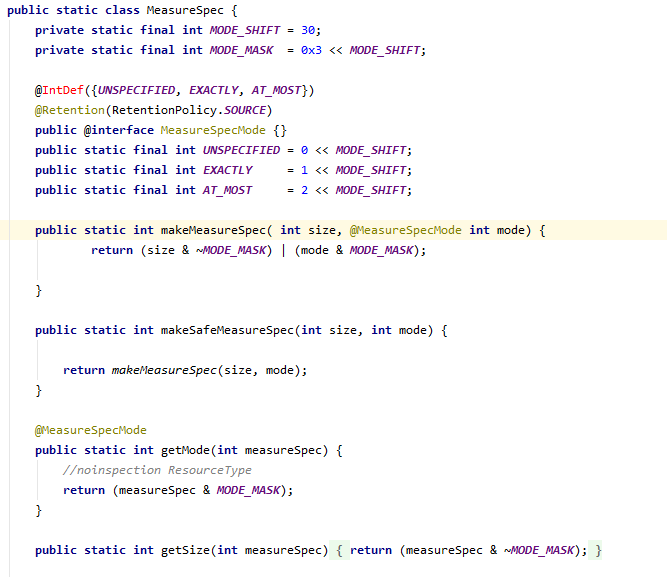 public static class MeasureSpec {
    private static final int MODE_SHIFT = 30;
    private static final int MODE_MASK  = 0x3 << MODE_SHIFT;

    @IntDef({UNSPECIFIED, EXACTLY, AT_MOST})
    @Retention(RetentionPolicy.SOURCE)
    public @interface MeasureSpecMode {}
    public static final int UNSPECIFIED = 0 << MODE_SHIFT;
    public static final int EXACTLY     = 1 << MODE_SHIFT;
    public static final int AT_MOST     = 2 << MODE_SHIFT;

    public static int makeMeasureSpec( int size, @MeasureSpecMode int mode) {
            return (size & ~MODE_MASK) | (mode & MODE_MASK);

    }

    public static int makeSafeMeasureSpec(int size, int mode) {

        return makeMeasureSpec(size, mode);
    }

    @MeasureSpecMode
    public static int getMode(int measureSpec) {
        //noinspection ResourceType
        return (measureSpec & MODE_MASK);
    }

    public static int getSize(int measureSpec) { return (measureSpec & ~MODE_MASK); }